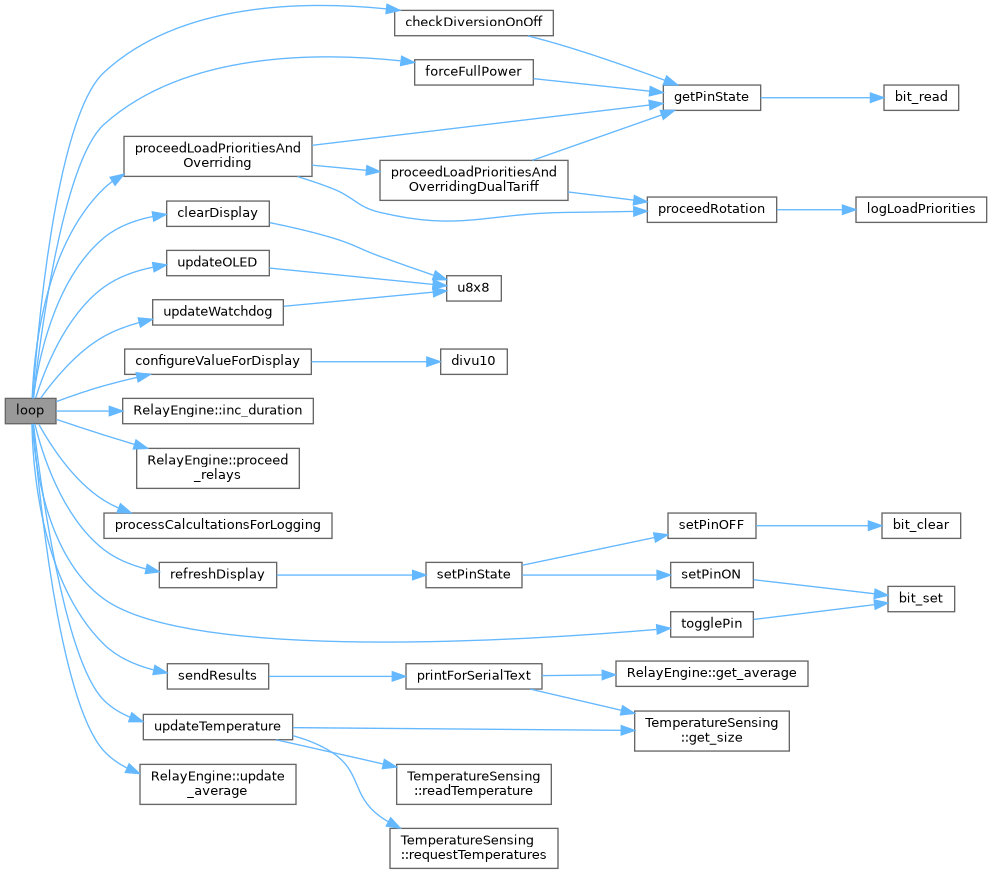 checkDiversionOnOff
forceFullPower
getPinState
bit_read
proceedLoadPrioritiesAnd
Overriding
proceedLoadPrioritiesAnd
OverridingDualTariff
clearDisplay
proceedRotation
logLoadPriorities
updateOLED
u8x8
updateWatchdog
configureValueForDisplay
divu10
loop
RelayEngine::inc_duration
RelayEngine::proceed
_relays
processCalcultationsForLogging
setPinOFF
bit_clear
refreshDisplay
setPinState
setPinON
bit_set
togglePin
sendResults
printForSerialText
RelayEngine::get_average
updateTemperature
TemperatureSensing
::get_size
RelayEngine::update
_average
TemperatureSensing
::readTemperature
TemperatureSensing
::requestTemperatures